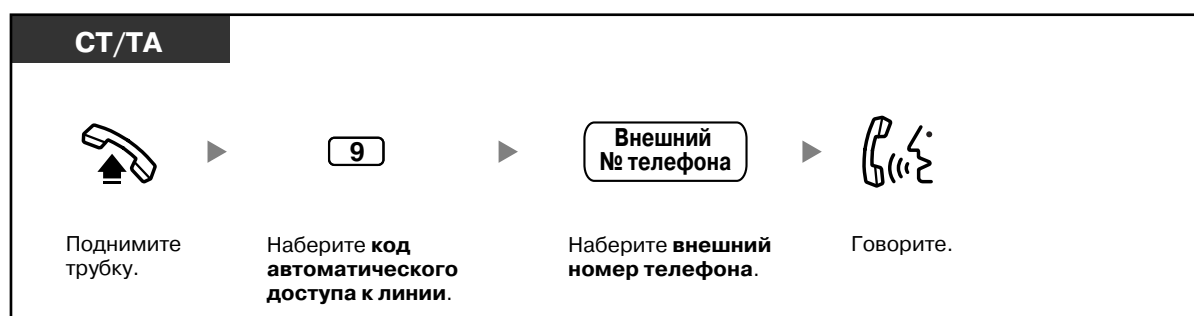 СТ/ТА
9
Внешний
№ телефона
Поднимите
трубку.
Наберите код
автоматического
доступа к линии.
Наберите внешний
номер телефона.
Говорите.